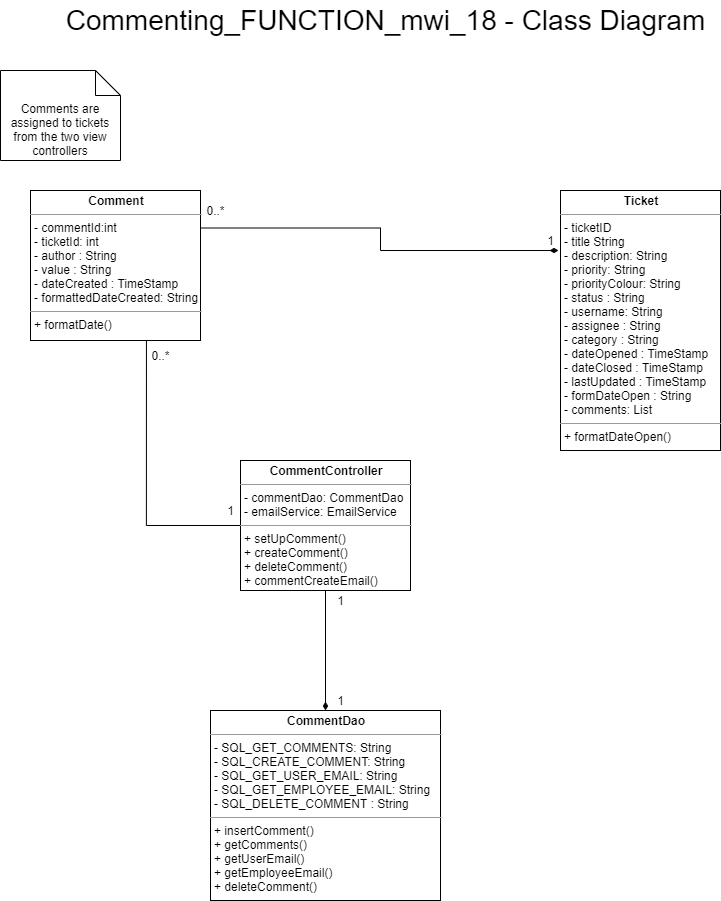 Commenting_FUNCTION_mwi_18 - Class Diagram
Comments are
assigned to tickets
from the two view
controllers
Comment
- commentId:int
- ticketId: int
- author : String
- value : String
- dateCreated : TimeStamp
- formattedDateCreated: String
+ formatDate()
0..*
1
Ticket
- ticketID
- title String
- description: String
- priority: String
- priorityColour: String
- status : String
- username: String
- assignee : String
- category : String
- dateOpened : TimeStamp
- dateClosed : TimeStamp
- lastUpdated : TimeStamp
- formDateOpen : String
- comments: List
+ formatDateOpen()
0..*
1
CommentController
- commentDao: CommentDao
- emailService: EmailService
+ setUpComment()
+ createComment()
+ deleteComment()
+ commentCreateEmail()
1
1
CommentDao
- SQL_GET_COMMENTS: String
- SQL_CREATE_COMMENT: String
- SQL_GET_USER_EMAIL: String
- SQL_GET_EMPLOYEE_EMAIL: String
- SQL_DELETE_COMMENT : String
+ insertComment()
+ getComments()
+ getUserEmail()
+ getEmployeeEmail()
+ deleteComment()